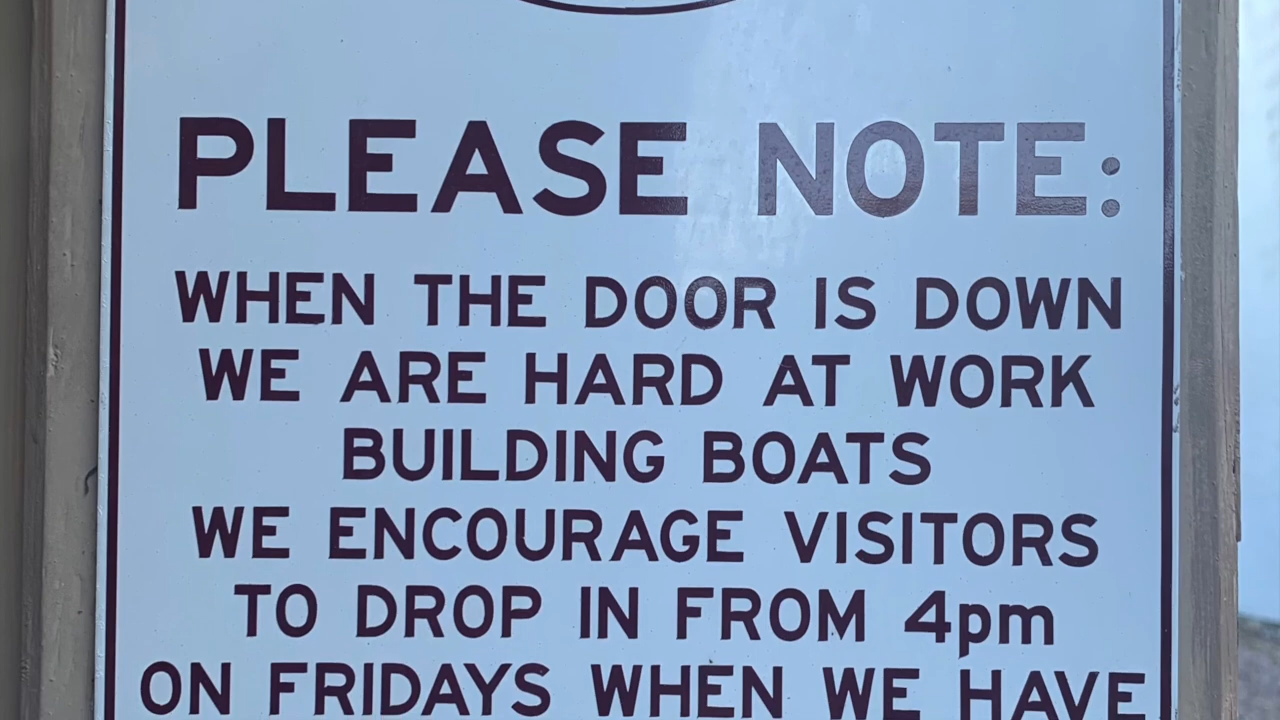 PLEASE NOTE:
WHEN THE DOOR IS DOWN
WE ARE HARD AT WORK
BUILDING BOATS
WE ENCOURAGE VISITORS
TO DROP IN FROM 4pm
ON FRIDAYS WHEN WE HAVE